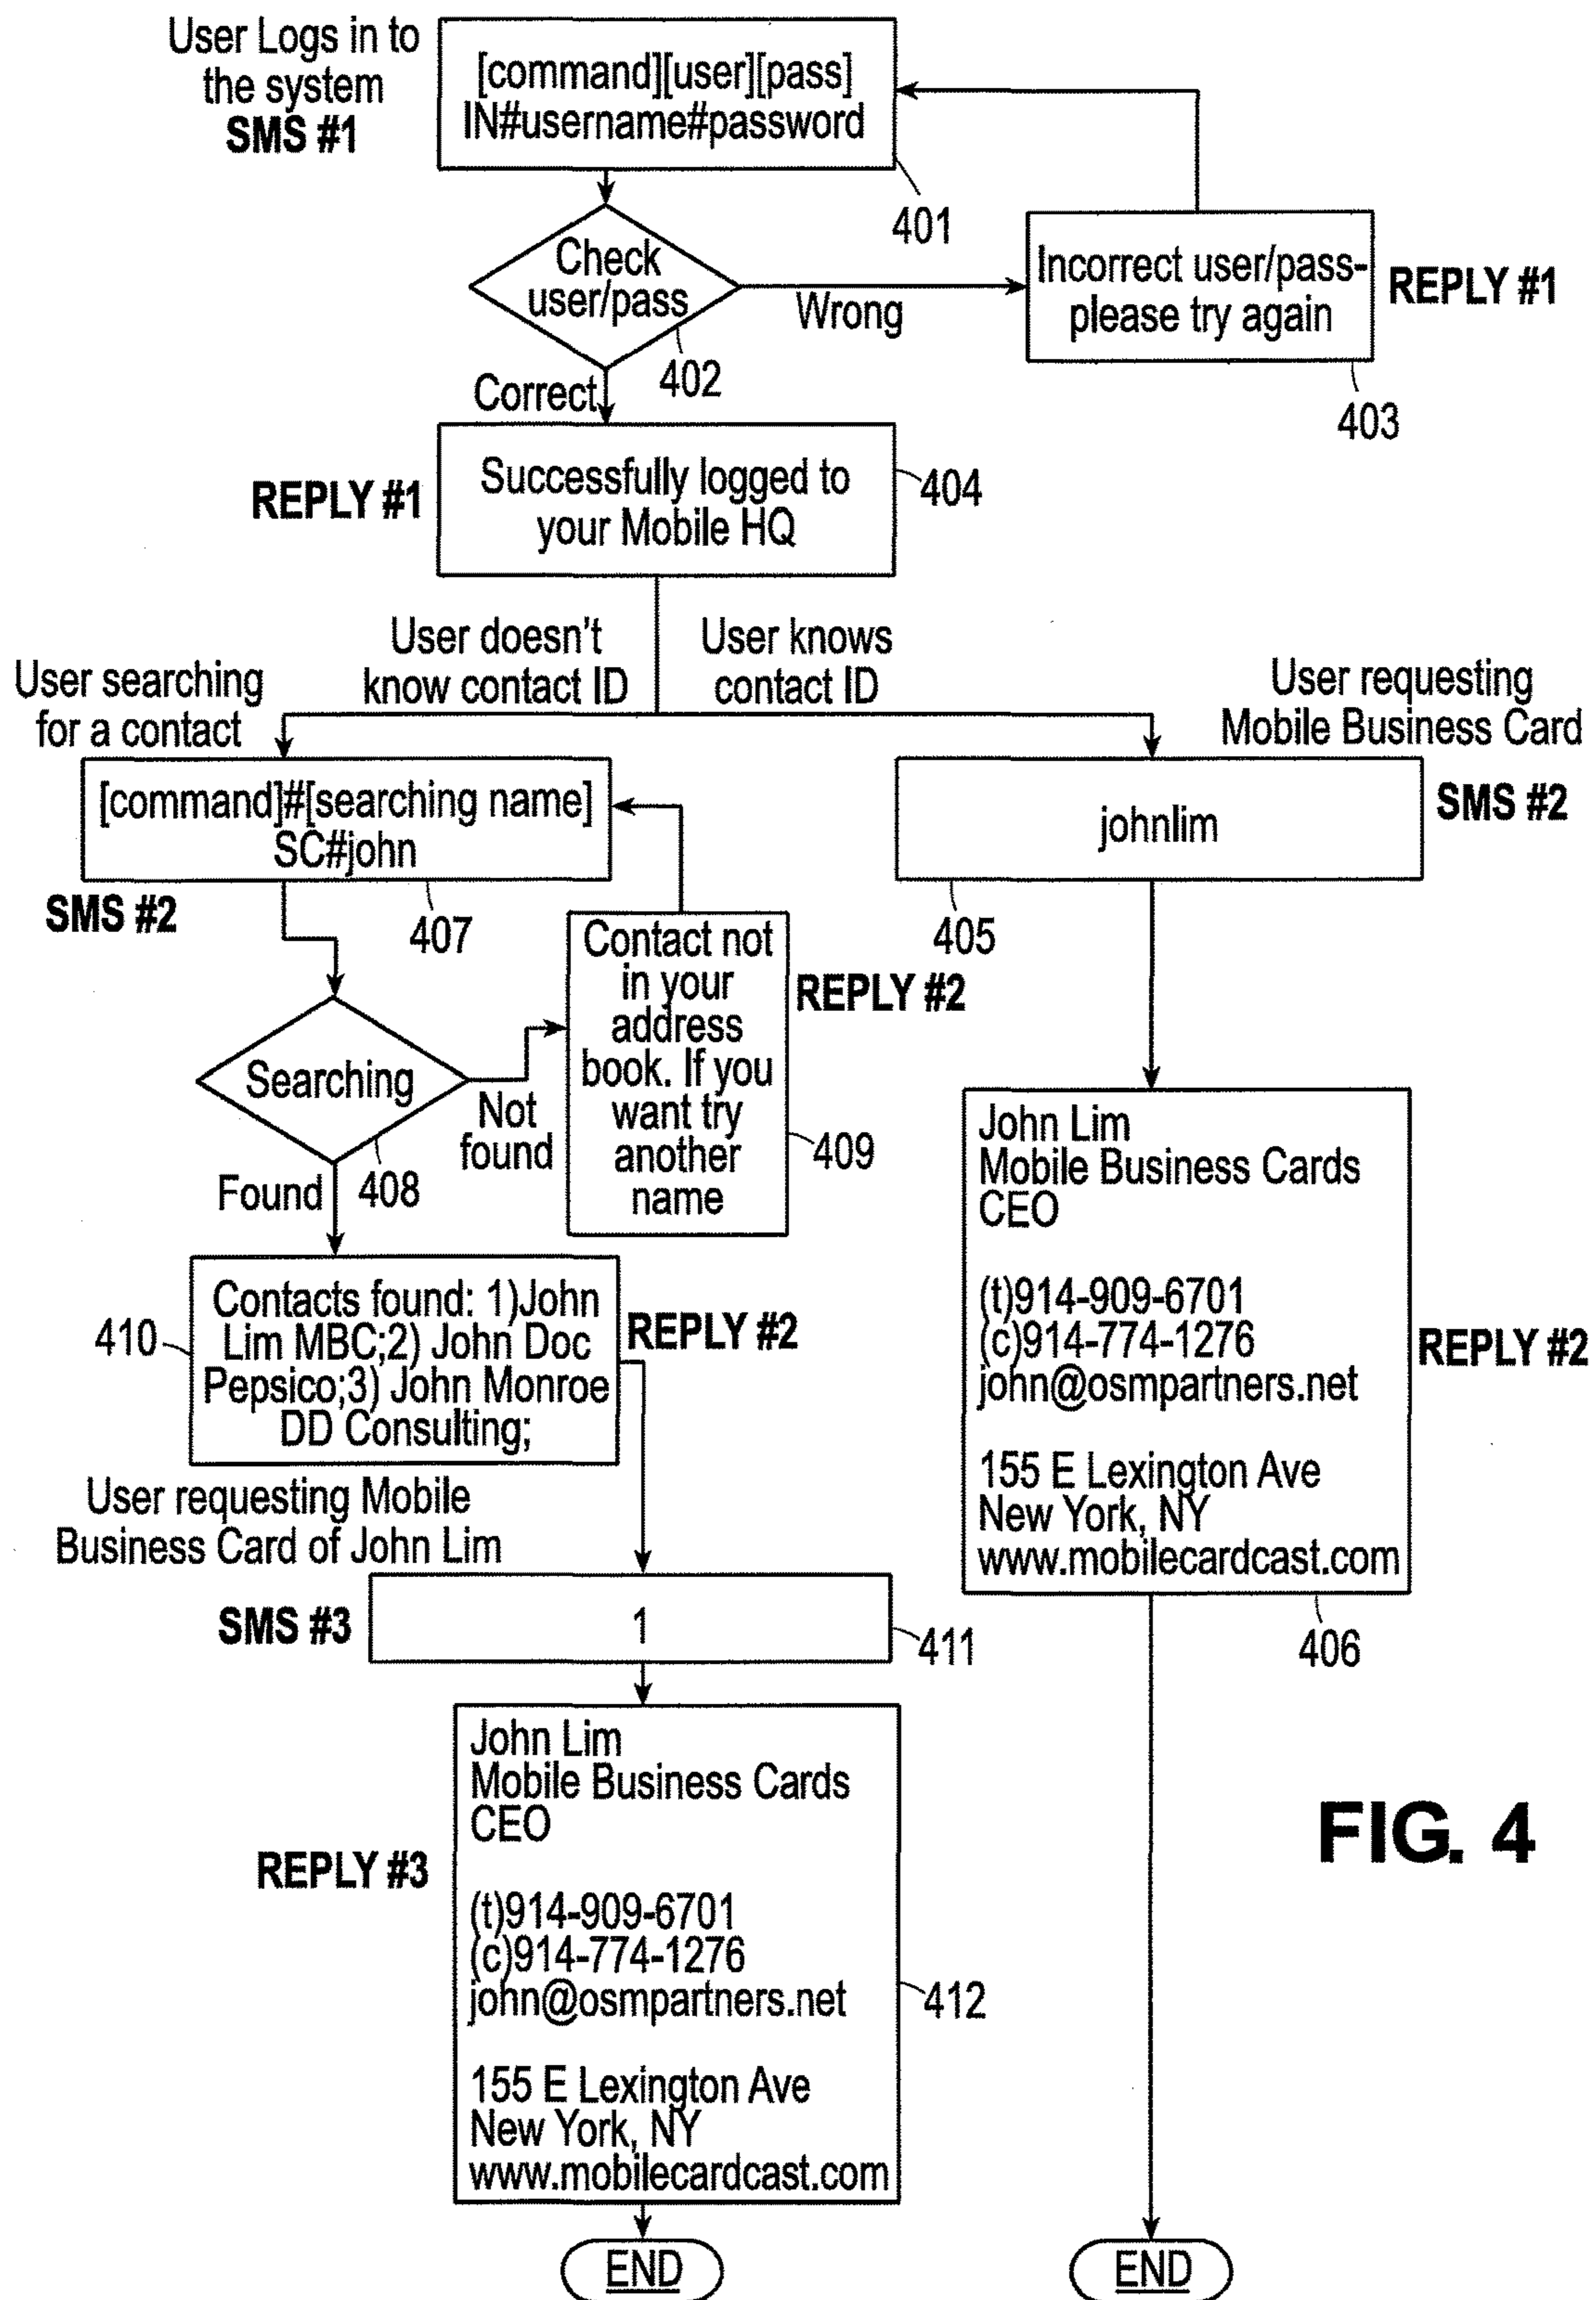 User Logs in to
the system
SMS #1
[command][user][pass]
IN#username#password
401
Check
user/pass
402
Wrong
Incorrect user/pass-
please try again
REPLY #1
403
Correct
REPLY #1
Successfully logged to
your Mobile HQ
404
User doesn't
know contact ID
User knows
contact ID
User searching
for a contact
User requesting
Mobile Business Card
[command]#[searching name]
SC#john
SMS #2
407
johnlim
SMS #2
405
Searching
408
Not
found
Contact not
in your
address
book. If you
want try
another
name
REPLY #2
409
Found
410
Contacts found: 1)John
Lim MBC;2) John Doc
Pepsico;3) John Monroe
DD Consulting;
REPLY #2
John Lim
Mobile Business Cards
CEO
(t)914-909-6701
(c)914-774-1276
john@osmpartners.net
155 E Lexington Ave
New York, NY
www.mobilecardcast.com
REPLY #2
406
User requesting Mobile
Business Card of John Lim
SMS #3
1
411
John Lim
Mobile Business Cards
CEO
(t)914-909-6701
(c)914-774-1276
john@osmpartners.net
155 E Lexington Ave
New York, NY
www.mobilecardcast.com
REPLY #3
412
FIG. 4
END
END